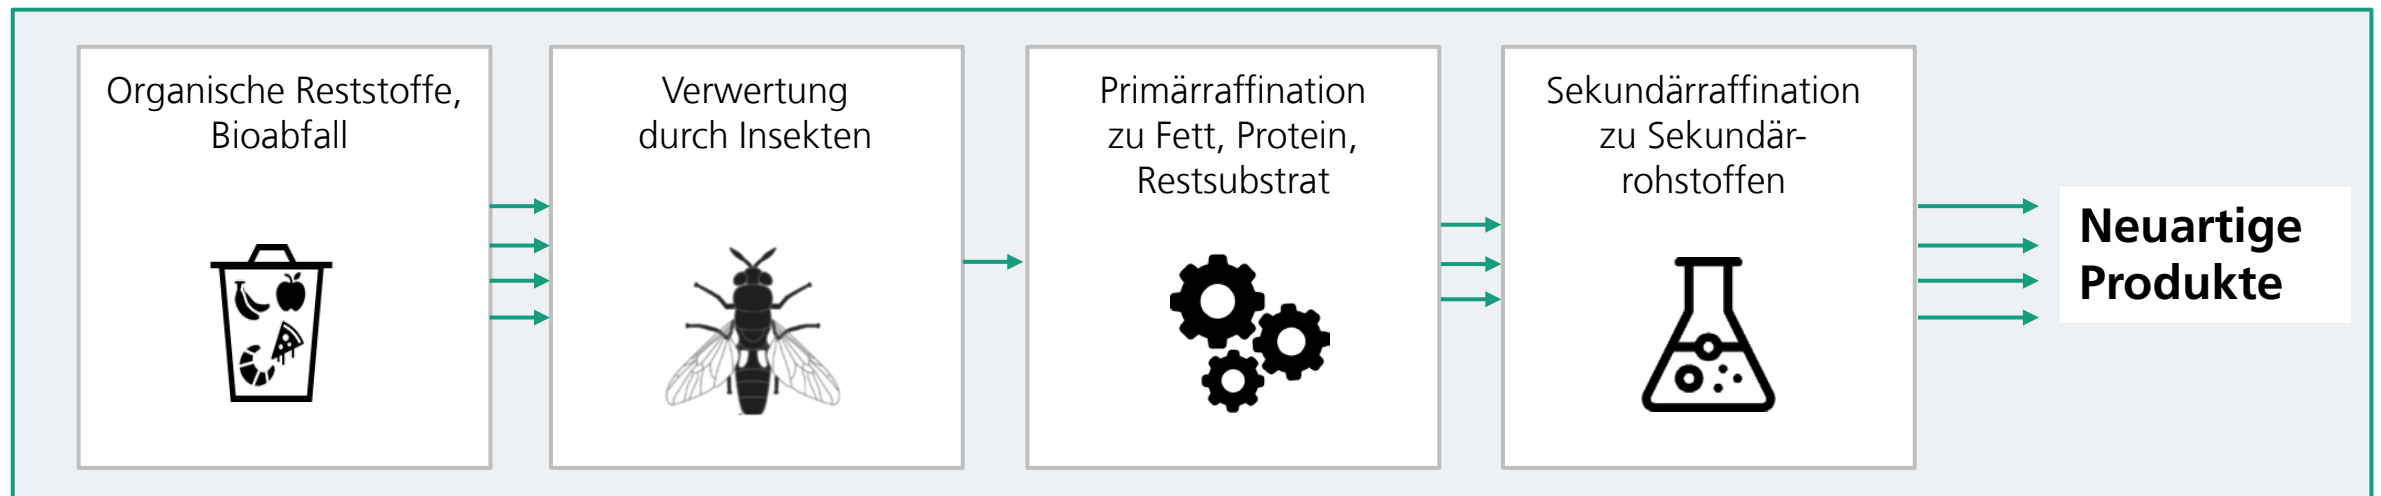 Organische Reststoffe,
Bioabfall
Verwertung
durch Insekten
Primärraffination
zu Fett, Protein,
Restsubstrat
Sekundärraffination
zu Sekundär-
rohstoffen
Neuartige
Produkte